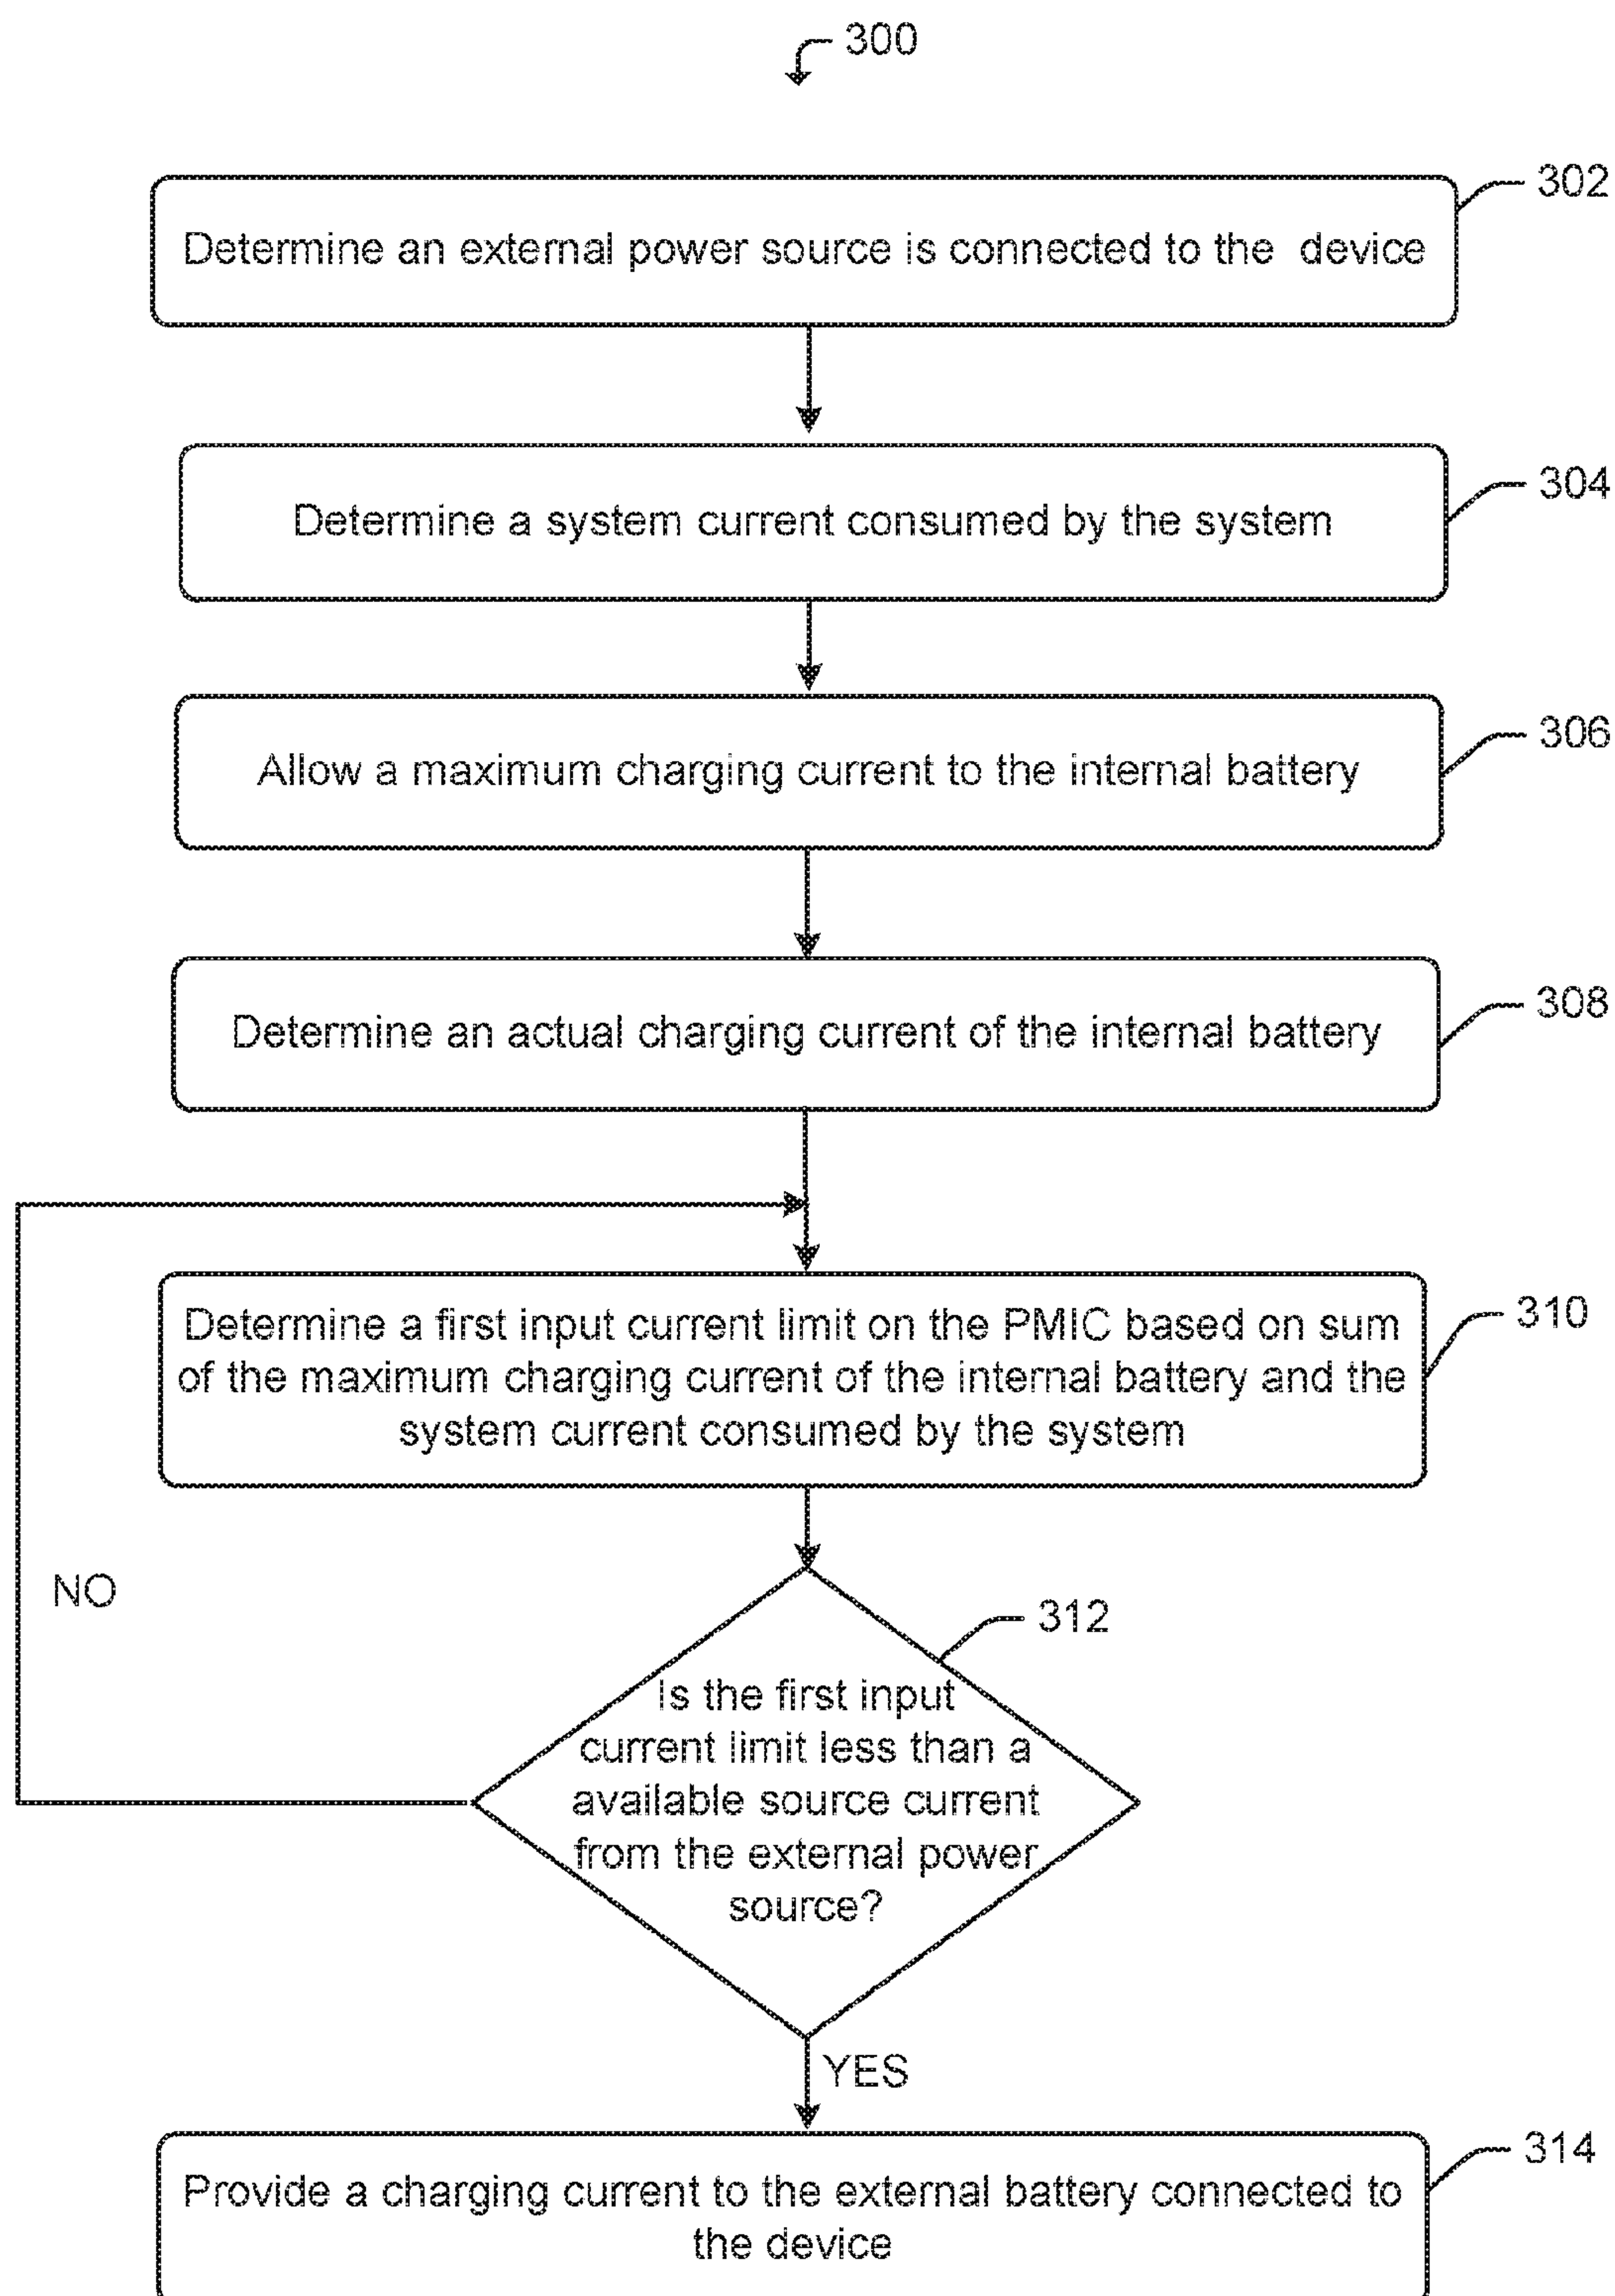 300
302
Determine an external power source is connected to the device
304
Determine a system current consumed by the system
306
Allow a maximum charging current to the internal battery
308
Determine an actual charging current of the internal battery
310
Determine a first input current limit on the PMIC based on sum
of the maximum charging current of the internal battery and the
system current consumed by the system
NO
312
Is the first input
current limit less than a
available source current
from the external power
source?
YES
314
Provide a charging current to the external battery connected to
the device